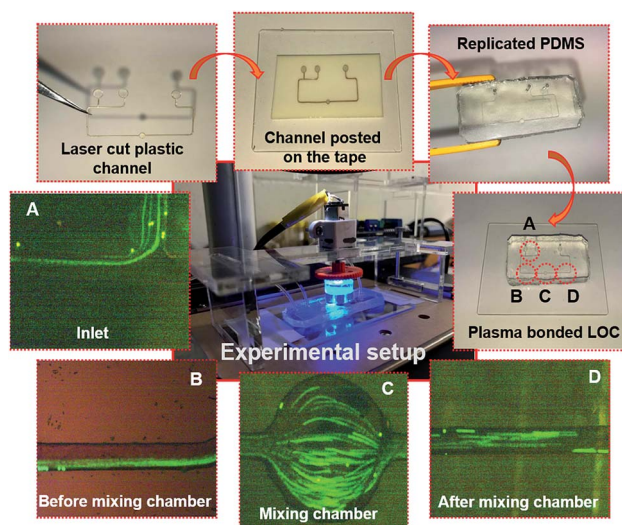 Laser cut plastic
channel
Channel posted
on the tape
Replicated PDMS
A
B C D
Plasma bonded LOC
A
Inlet
Experimental setup
B
Before mixing chamber
C
Mixing chamber
D
After mixing chamber